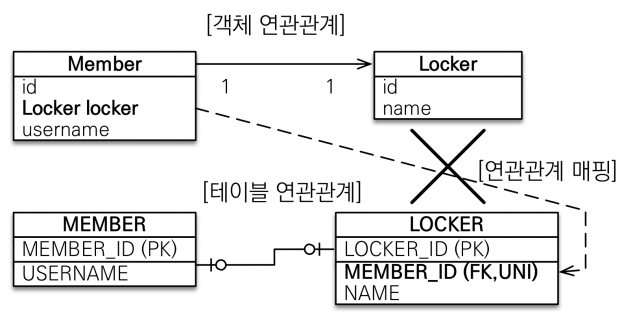 [객체 연관관계]
Member
Locker
id
1
1
id
Locker locker
name
username
[연관관계 매핑]
[테이블 연관관계]
MEMBER
LOCKER
MEMBER_ID (PK)
LOCKER_ID (PK)
USERNAME
MEMBER_ID (FK,UNI)
NAME